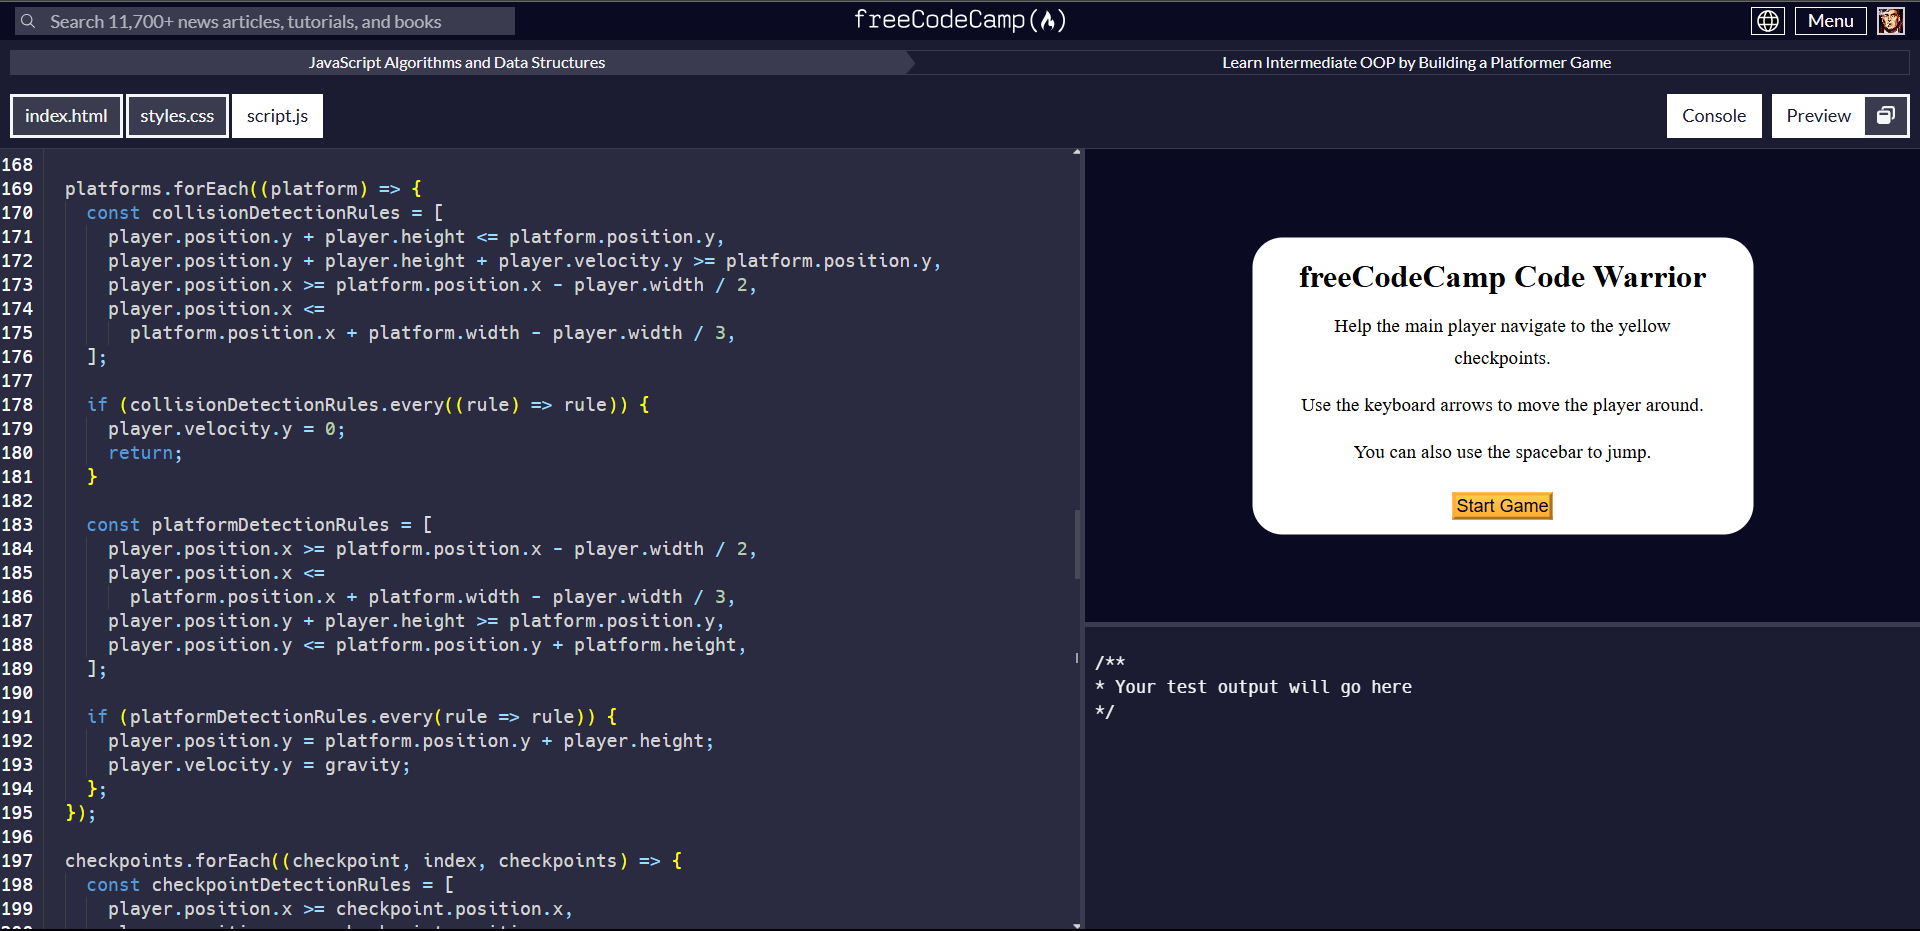 Search 11,700+ news articles, tutorials, and books
freeCodeCamp
Menu
JavaScript Algorithms and Data Structures
Learn Intermediate OOP by Building a Platformer Game
index.html
styles.css
script.js
Console
Preview
168
169 platforms.forEach((platform) => {
170 const collisionDetectionRules = [
171 player.position.y + player.height <= platform.position.y,
172 player.position.y + player.height + player.velocity.y >= platform.position.y,
173 player.position.x >= platform.position.x - player.width / 2,
174 player.position.x <=
175 platform.position.x + platform.width - player.width / 3,
176 ];
177
178 if (collisionDetectionRules.every((rule) => rule)) {
179 player.velocity.y = 0;
180 return;
181 }
182
183 const platformDetectionRules = [
184 player.position.x >= platform.position.x - player.width / 2,
185 player.position.x <=
186 platform.position.x + platform.width - player.width / 3,
187 player.position.y + player.height >= platform.position.y,
188 player.position.y <= platform.position.y + platform.height,
189 ];
190
191 if (platformDetectionRules.every(rule => rule)) {
192 player.position.y = platform.position.y + player.height;
193 player.velocity.y = gravity;
194 };
195 });
196
197 checkpoints.forEach((checkpoint, index, checkpoints) => {
198 const checkpointDetectionRules = [
199 player.position.x >= checkpoint.position.x,
freeCodeCamp Code Warrior
Help the main player navigate to the yellow
checkpoints.
Use the keyboard arrows to move the player around.
You can also use the spacebar to jump.
Start Game
/**
* Your test output will go here
*/